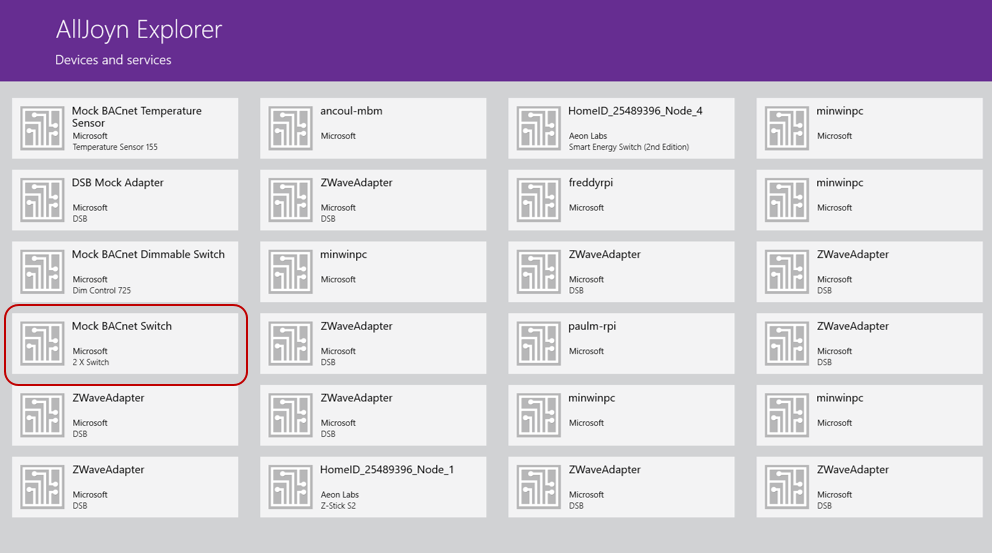 AllJoyn Explorer
Devices and services
Mock BACnet Temperature
Sensor
Microsoft
Temperature Sensor 155
DSB Mock Adapter
Microsoft
DSB
Mock BACnet Dimmable Switch
Microsoft
Dim Control 725
Mock BACnet Switch
Microsoft
2 X Switch
ZWaveAdapter
Microsoft
DSB
ZWaveAdapter
Microsoft
DSB
ancoul-mbm
Microsoft
ZWaveAdapter
Microsoft
DSB
minwinpc
Microsoft
ZWaveAdapter
Microsoft
DSB
ZWaveAdapter
Microsoft
DSB
HomeID_25489396_Node_1
Aeon Labs
Z-Stick S2
HomeID_25489396_Node_4
Aeon Labs
Smart Energy Switch (2nd Edition)
freddyrpi
Microsoft
ZWaveAdapter
Microsoft
DSB
paulm-rpi
Microsoft
minwinpc
Microsoft
ZWaveAdapter
Microsoft
DSB
minwinpc
Microsoft
minwinpc
Microsoft
ZWaveAdapter
Microsoft
DSB
ZWaveAdapter
Microsoft
DSB
minwinpc
Microsoft
ZWaveAdapter
Microsoft
DSB